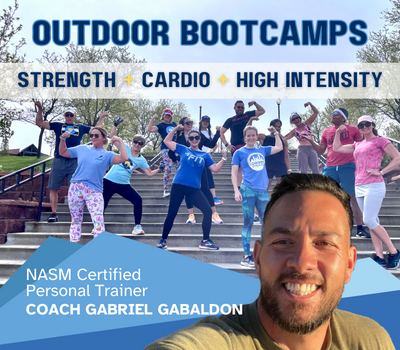 OUTDOOR BOOTCAMPS
STRENGTH + CARDIO + HIGH INTENSITY
NASM Certified
Personal Trainer
COACH GABRIEL GABALDON